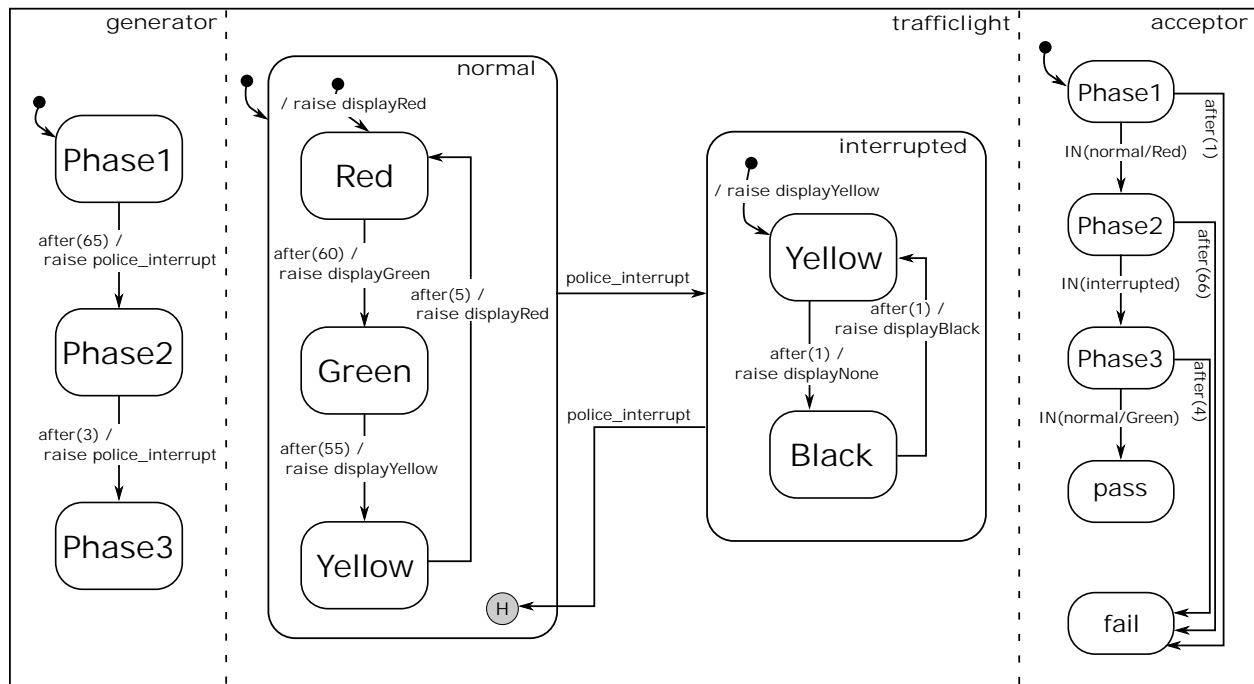 generator
Phase1
after(65) /
raise police_interrupt
Phase2
after(3) /
raise police_interrupt
Phase3
trafficlight
normal
/ raise displayRed
Red
after(60) /
raise displayGreen
Green
after(55) /
raise displayYellow
Yellow
after(5) /
raise displayRed
H
police_interrupt
police_interrupt
interrupted
/ raise displayYellow
Yellow
after(1) /
raise displayNone
Black
after(1) /
raise displayBlack
acceptor
Phase1
after(1)
IN(normal/Red)
Phase2
after(66)
IN(interrupted)
Phase3
after(4)
IN(normal/Green)
pass
fail